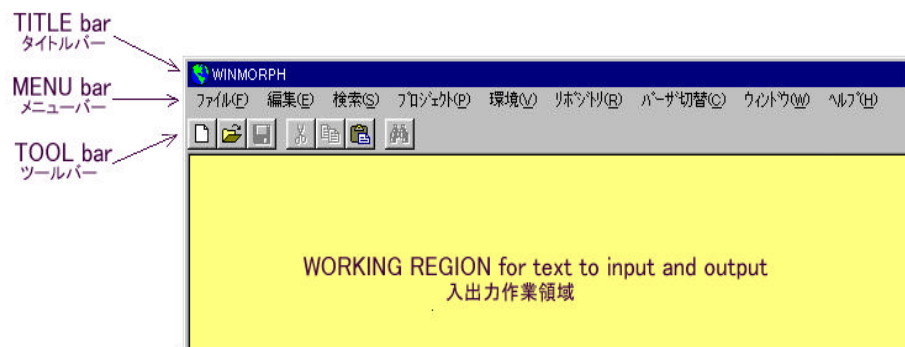 TITLE bar
タイトルバー
WINMORPH
MENU bar
メニューバー
ファイル(F) 編集(E) 検索(S) プロジェクト(P) 環境(V) リポジトリ(R) パーザ切替(C) ウィンドウ(W) ヘルプ(H)
TOOL bar
ツールバー
WORKING REGION for text to input and output
入出力作業領域